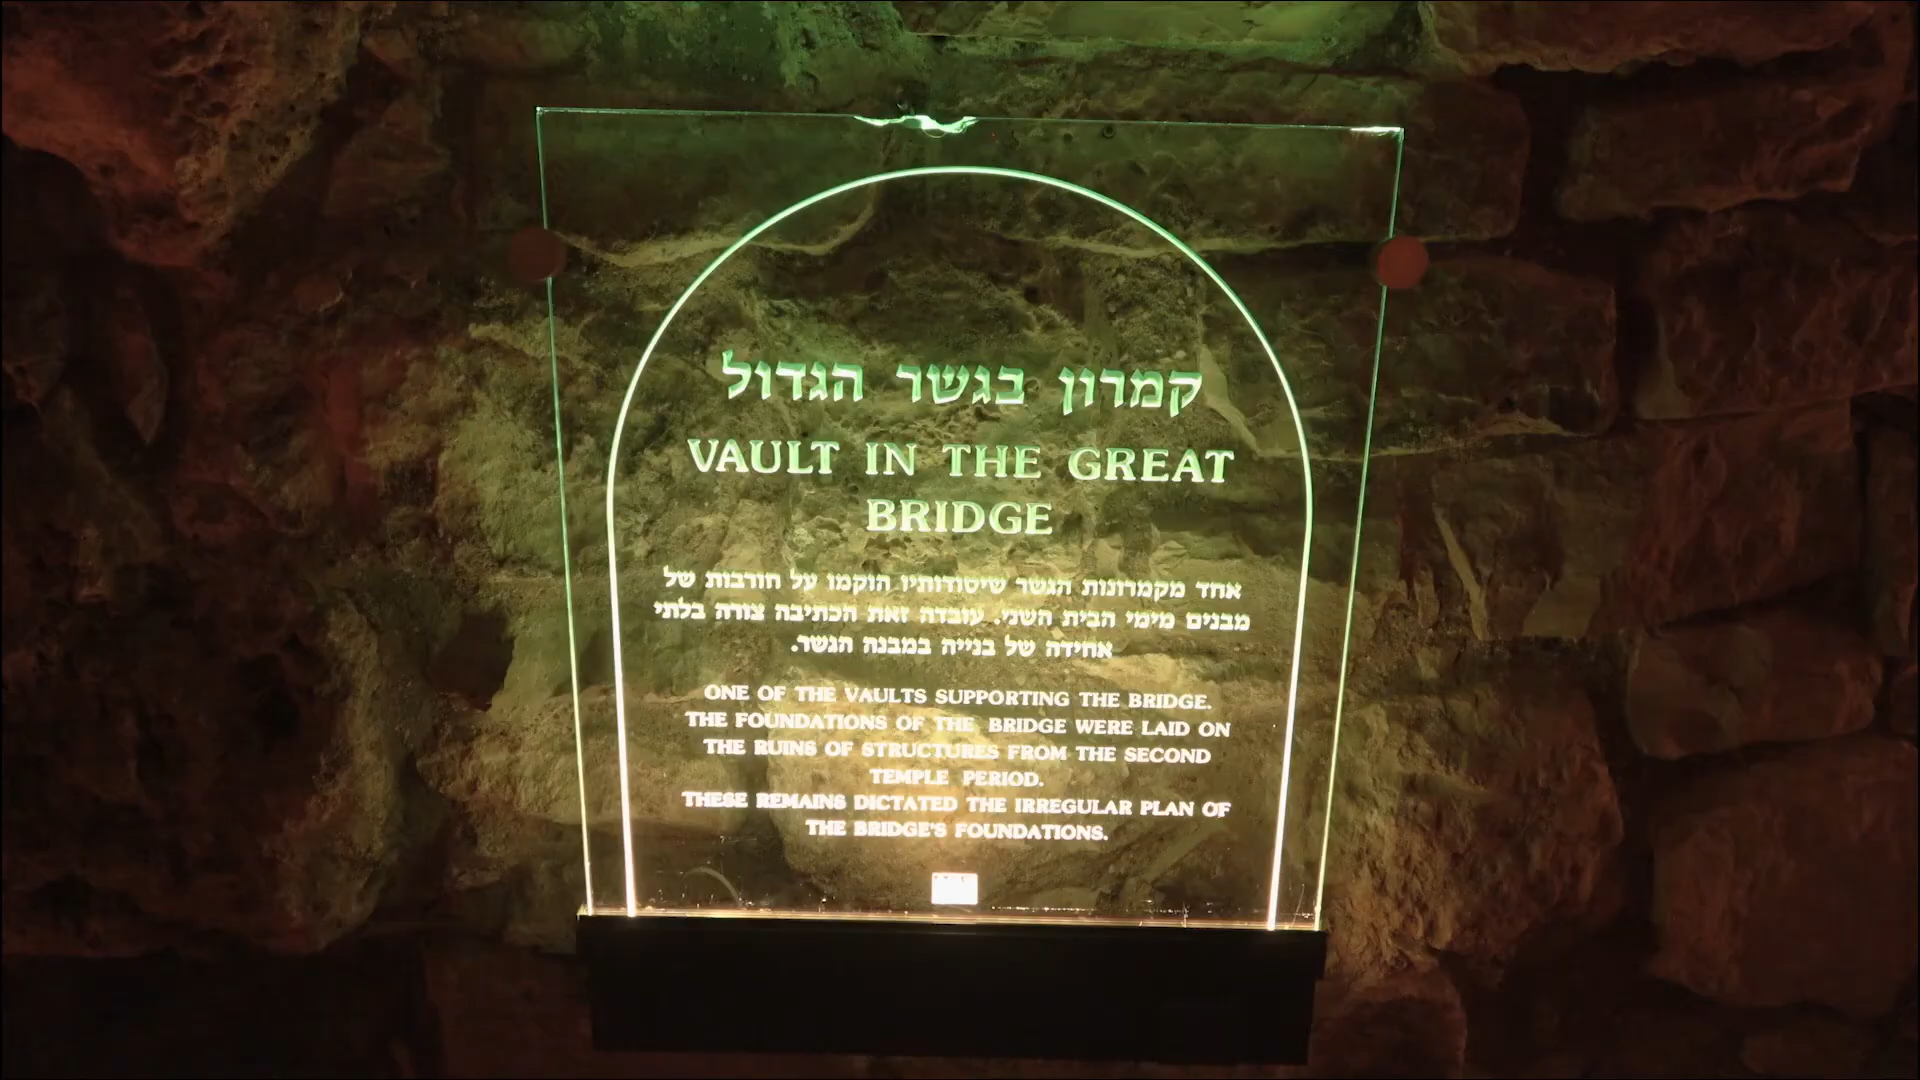 קמרון בגשר הגדול
VAULT IN THE GREAT
BRIDGE
אחד מקמרונות הגשר שיסודותיו הוקמו על חורבות של
מבנים מימי הבית השני. עובדה זאת הכתיבה צורה בלתי
אחידה של בנייה במבנה הגשר.
ONE OF THE VAULTS SUPPORTING THE BRIDGE.
THE FOUNDATIONS OF THE BRIDGE WERE LAID ON
THE RUINS OF STRUCTURES FROM THE SECOND
TEMPLE PERIOD.
THESE REMAINS DICTATED THE IRREGULAR PLAN OF
THE BRIDGE'S FOUNDATIONS.